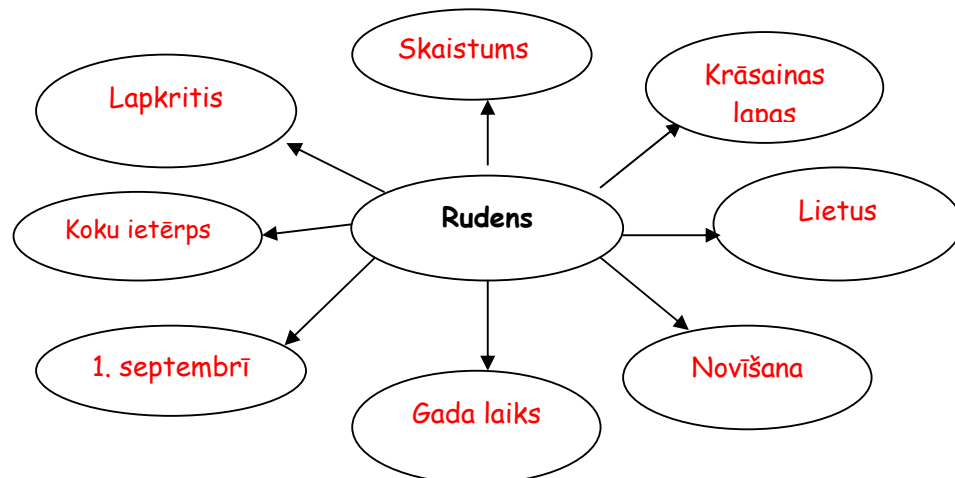 Skaistums
Krāsainas
lapas
Lapkritis
Lietus
Rudens
Koku ietērps
1. septembrī
Novīšana
Gada laiks